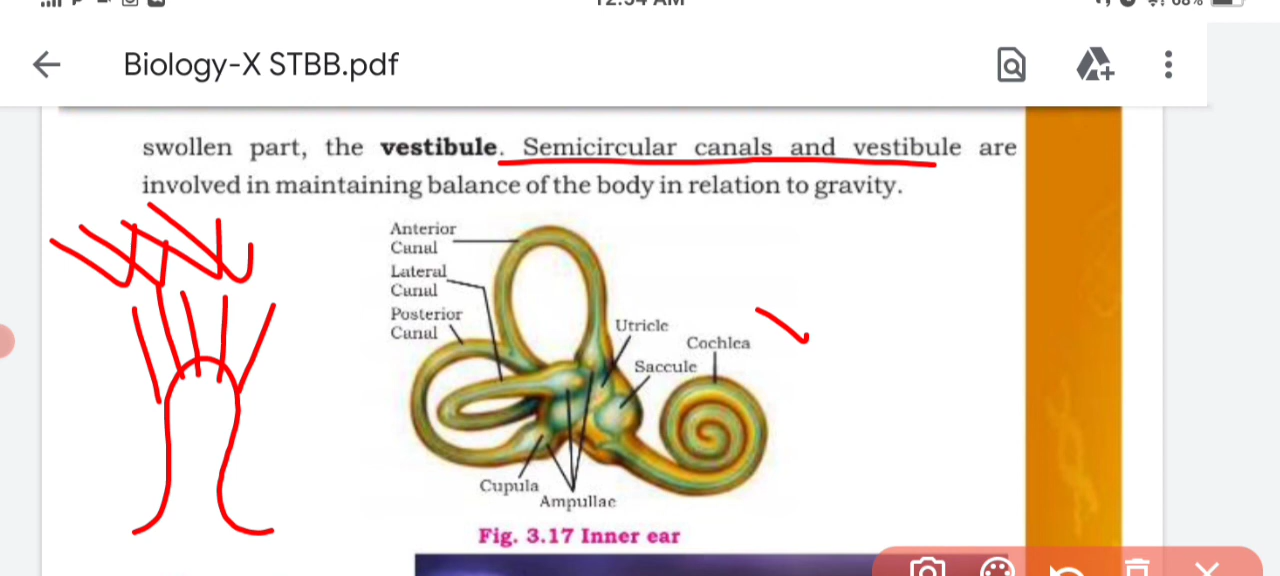 Biology-X STBB.pdf
swollen part, the vestibule. Semicircular canals and vestibule are
involved in maintaining balance of the body in relation to gravity.
Anterior
Canal
Lateral
Canal
Posterior
Canal
Utricle
Cochlea
Saccule
Cupula
Ampullae
Fig. 3.17 Inner ear